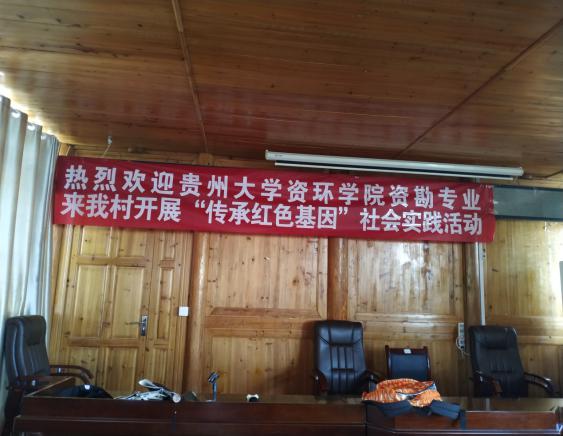 热烈欢迎贵州大学资环学院资勘专业
来我村开展“传承红色基因”社会实践活动